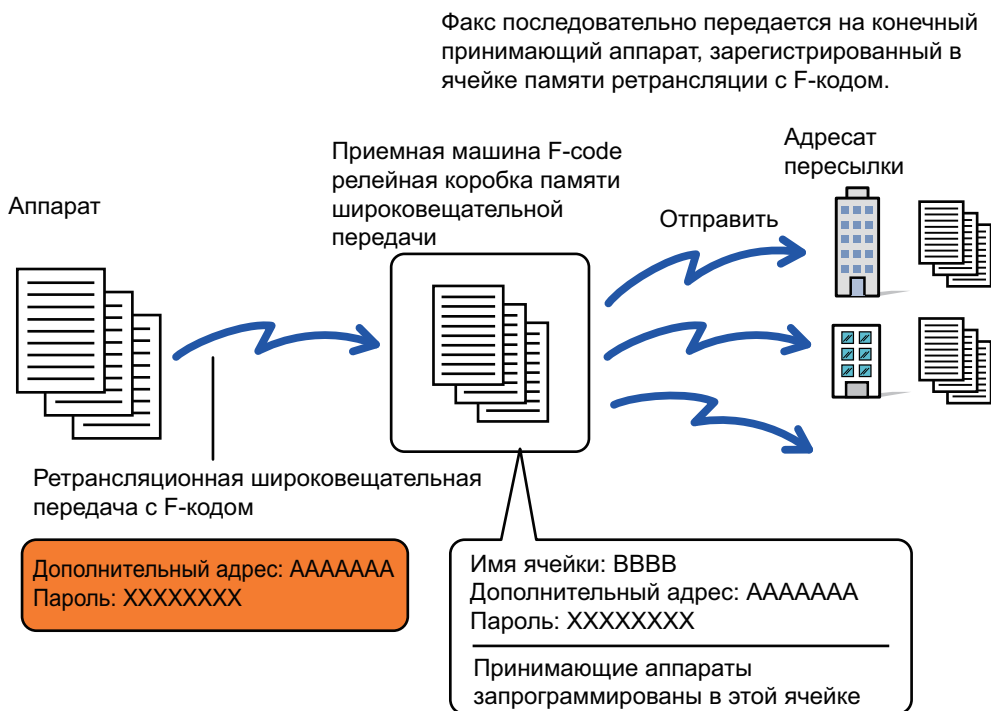 Факс последовательно передается на конечный
принимающий аппарат, зарегистрированный в
ячейке памяти ретрансляции с F-кодом.
Аппарат
Приемная машина F-code
релейная коробка памяти
широковещательной
передачи
Отправить
Адресат
пересылки
Ретрансляционная широковещательная
передача с F-кодом
Дополнительный адрес: AAAAAAA
Пароль: XXXXXXXX
Имя ячейки: BBBB
Дополнительный адрес: AAAAAAA
Пароль: XXXXXXXX
Принимающие аппараты
запрограммированы в этой ячейке